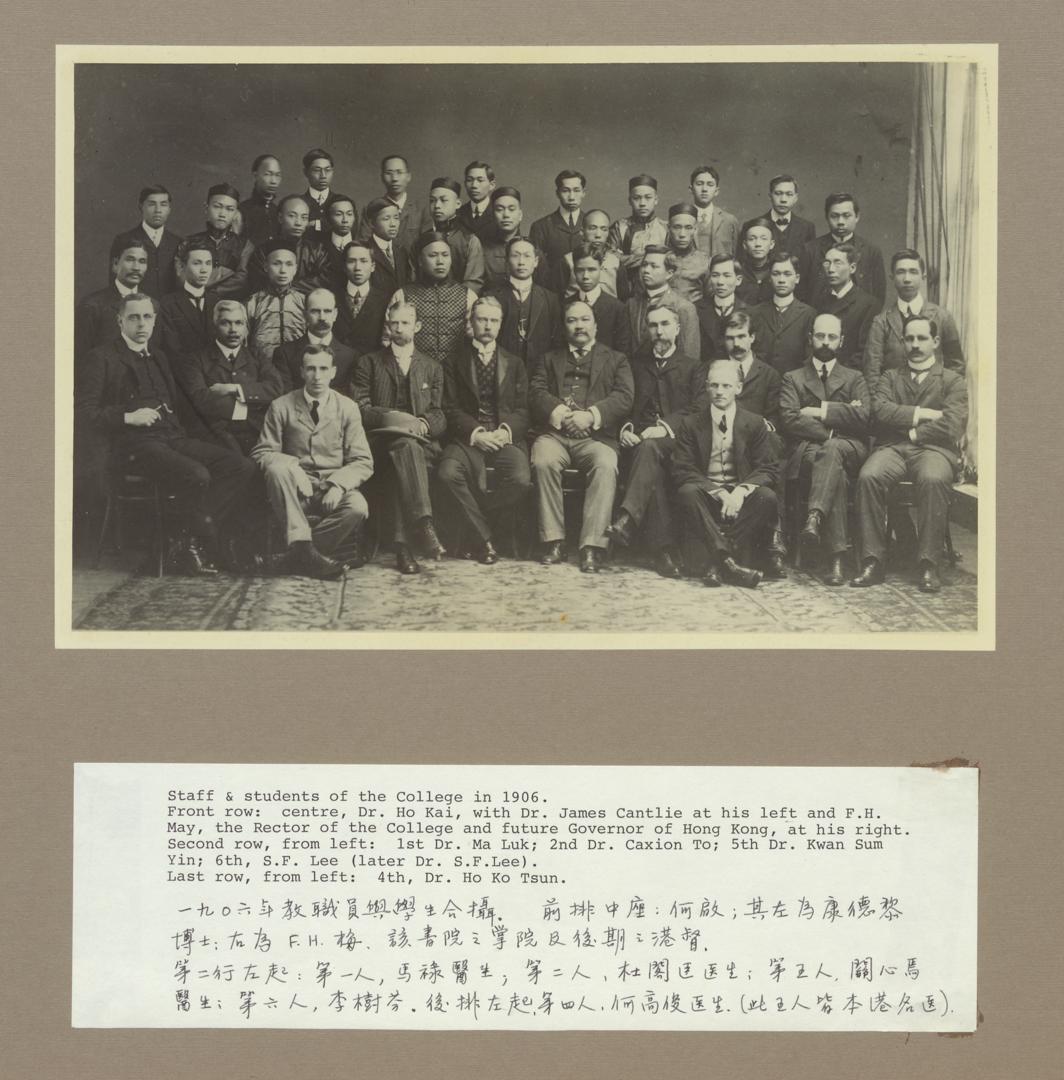 Staff & students of the College in 1906.
Front row:  centre, Dr. Ho Kai, with Dr. James Cantlie at his left and F.H.
May, the Rector of the College and future Governor of Hong Kong, at his right.
Second row, from left:  1st Dr. Ma Luk; 2nd Dr. Caxion To; 5th Dr. Kwan Sum
Yin; 6th, S.F. Lee (later Dr. S.F.Lee).
Last row, from left:  4th, Dr. Ho Ko Tsun.
一九〇六年教職員與學生合攝. 前排中座:何啟;其左為康德黎
博士;右為 F.H. 梅、該書院之掌院及後期之港督.
第二行左起:第一人,馬祿醫生;第二人,杜閣匡医生;第五人,關心焉
醫生;第六人,李樹芬.後排左起,第四人,何高俊医生.(此五人皆本港名医).